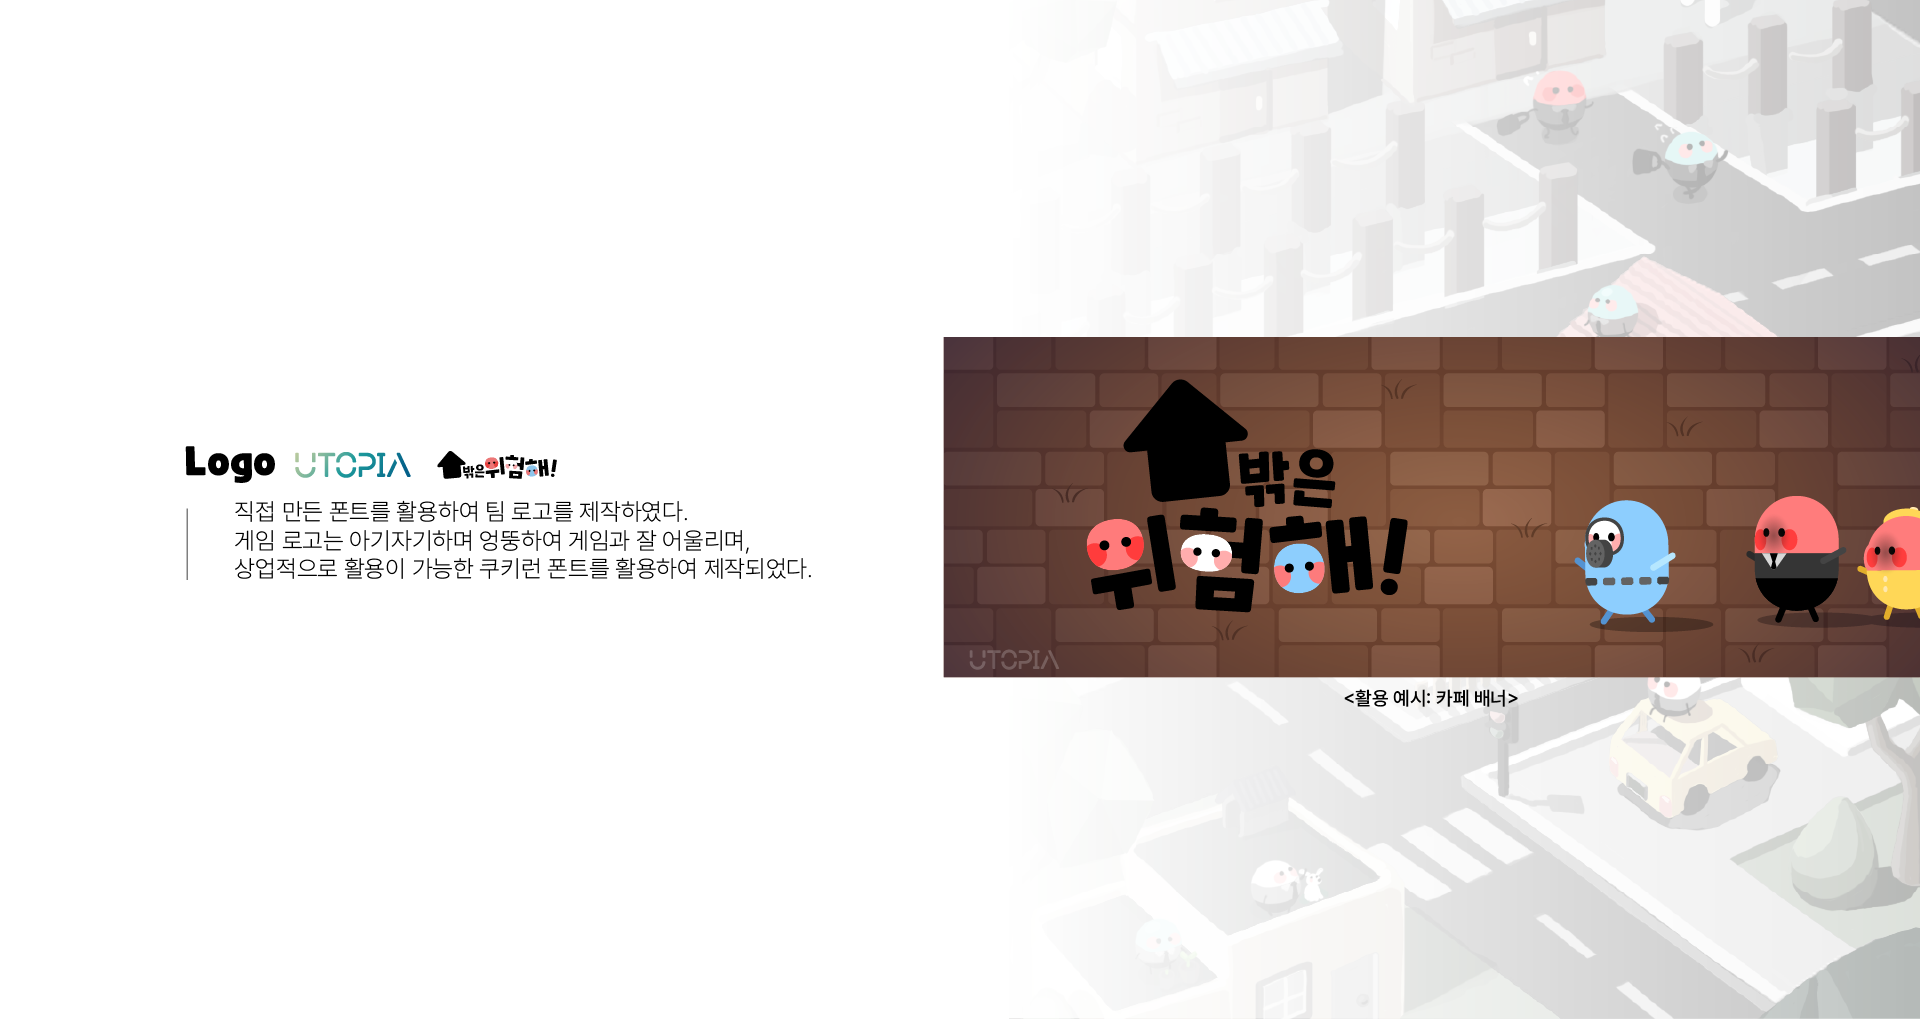 Logo UTOPIA 밖은위험해!
직접 만든 폰트를 활용하여 팀 로고를 제작하였다.
게임 로고는 아기자기하며 엉뚱하여 게임과 잘 어울리며,
상업적으로 활용이 가능한 쿠키런 폰트를 활용하여 제작되었다.
밖은
위험해!
UTOPIA
<활용 예시: 카페 배너>